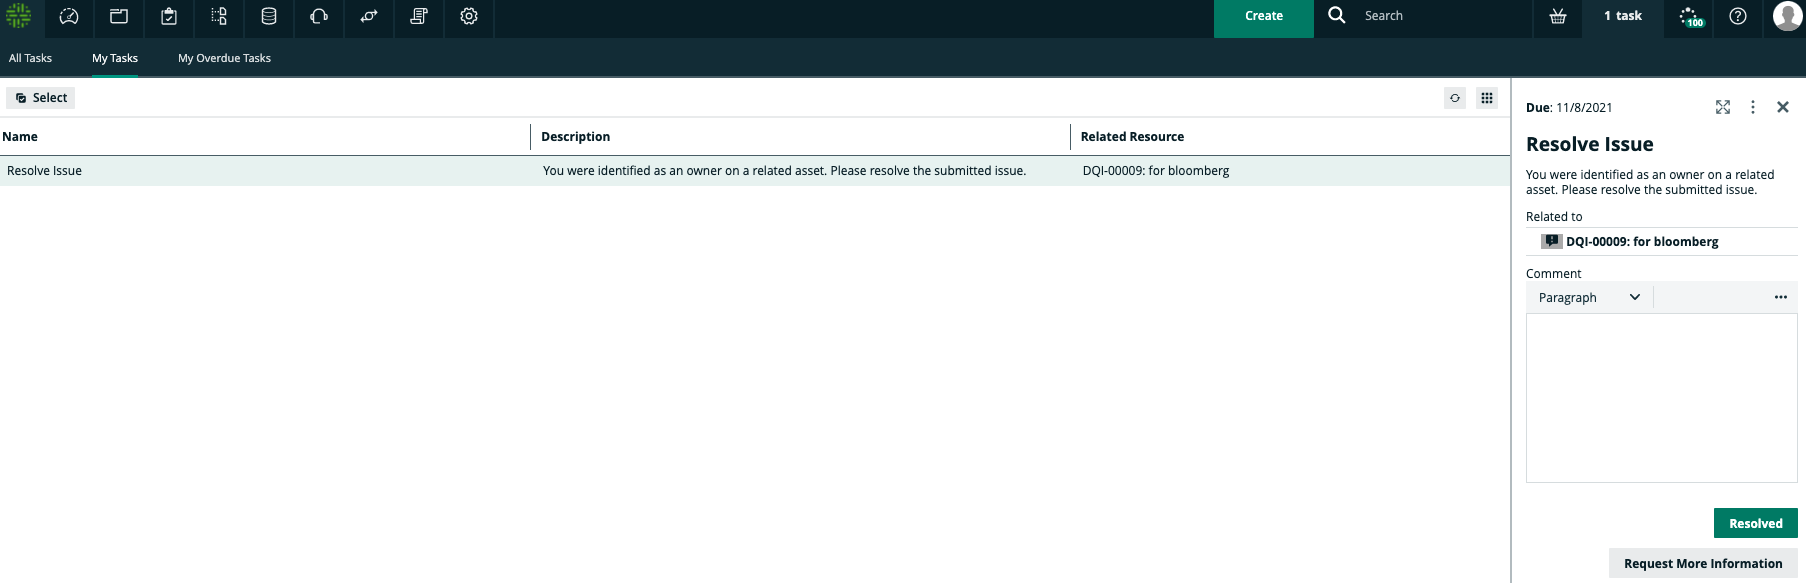 Create
Search
1 task
100
All Tasks
My Tasks
My Overdue Tasks
Select
Name
Description
Related Resource
Resolve Issue
You were identified as an owner on a related asset. Please resolve the submitted issue.
DQI-00009: for bloomberg
Due: 11/8/2021
Resolve Issue
You were identified as an owner on a related
asset. Please resolve the submitted issue.
Related to
DQI-00009: for bloomberg
Comment
Paragraph
Resolved
Request More Information